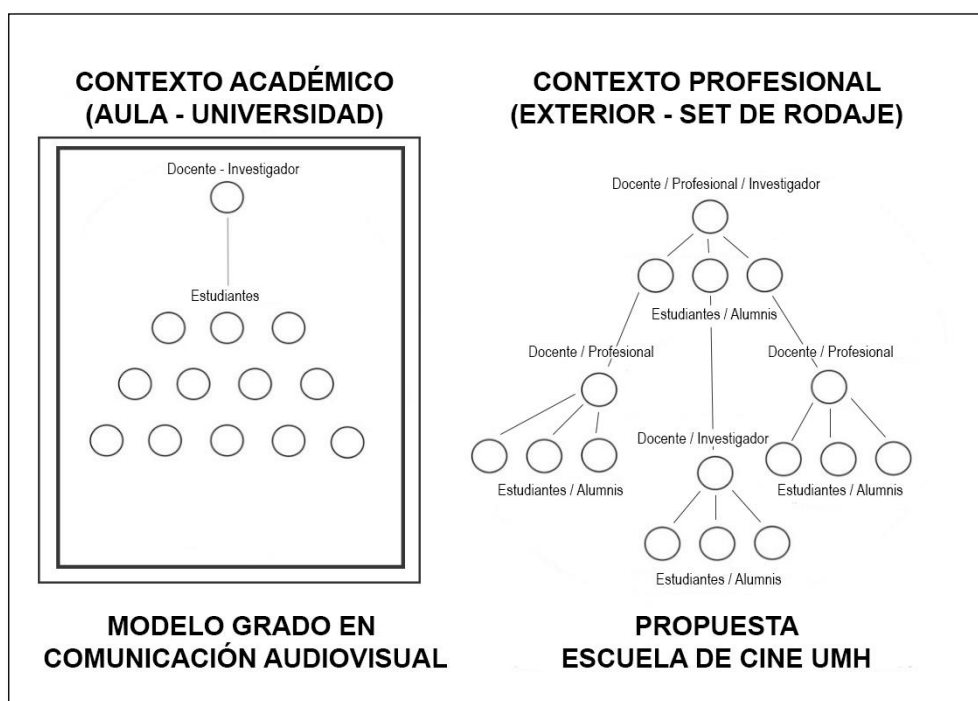 CONTEXTO ACADÉMICO
(AULA - UNIVERSIDAD)
Docente - Investigador
Estudiantes
MODELO GRADO EN
COMUNICACIÓN AUDIOVISUAL
CONTEXTO PROFESIONAL
(EXTERIOR - SET DE RODAJE)
Docente / Profesional / Investigador
Estudiantes / Alumnis
Docente / Profesional
Docente / Profesional
Docente / Investigador
Estudiantes / Alumnis
Estudiantes / Alumnis
Estudiantes / Alumnis
PROPUESTA
ESCUELA DE CINE UMH